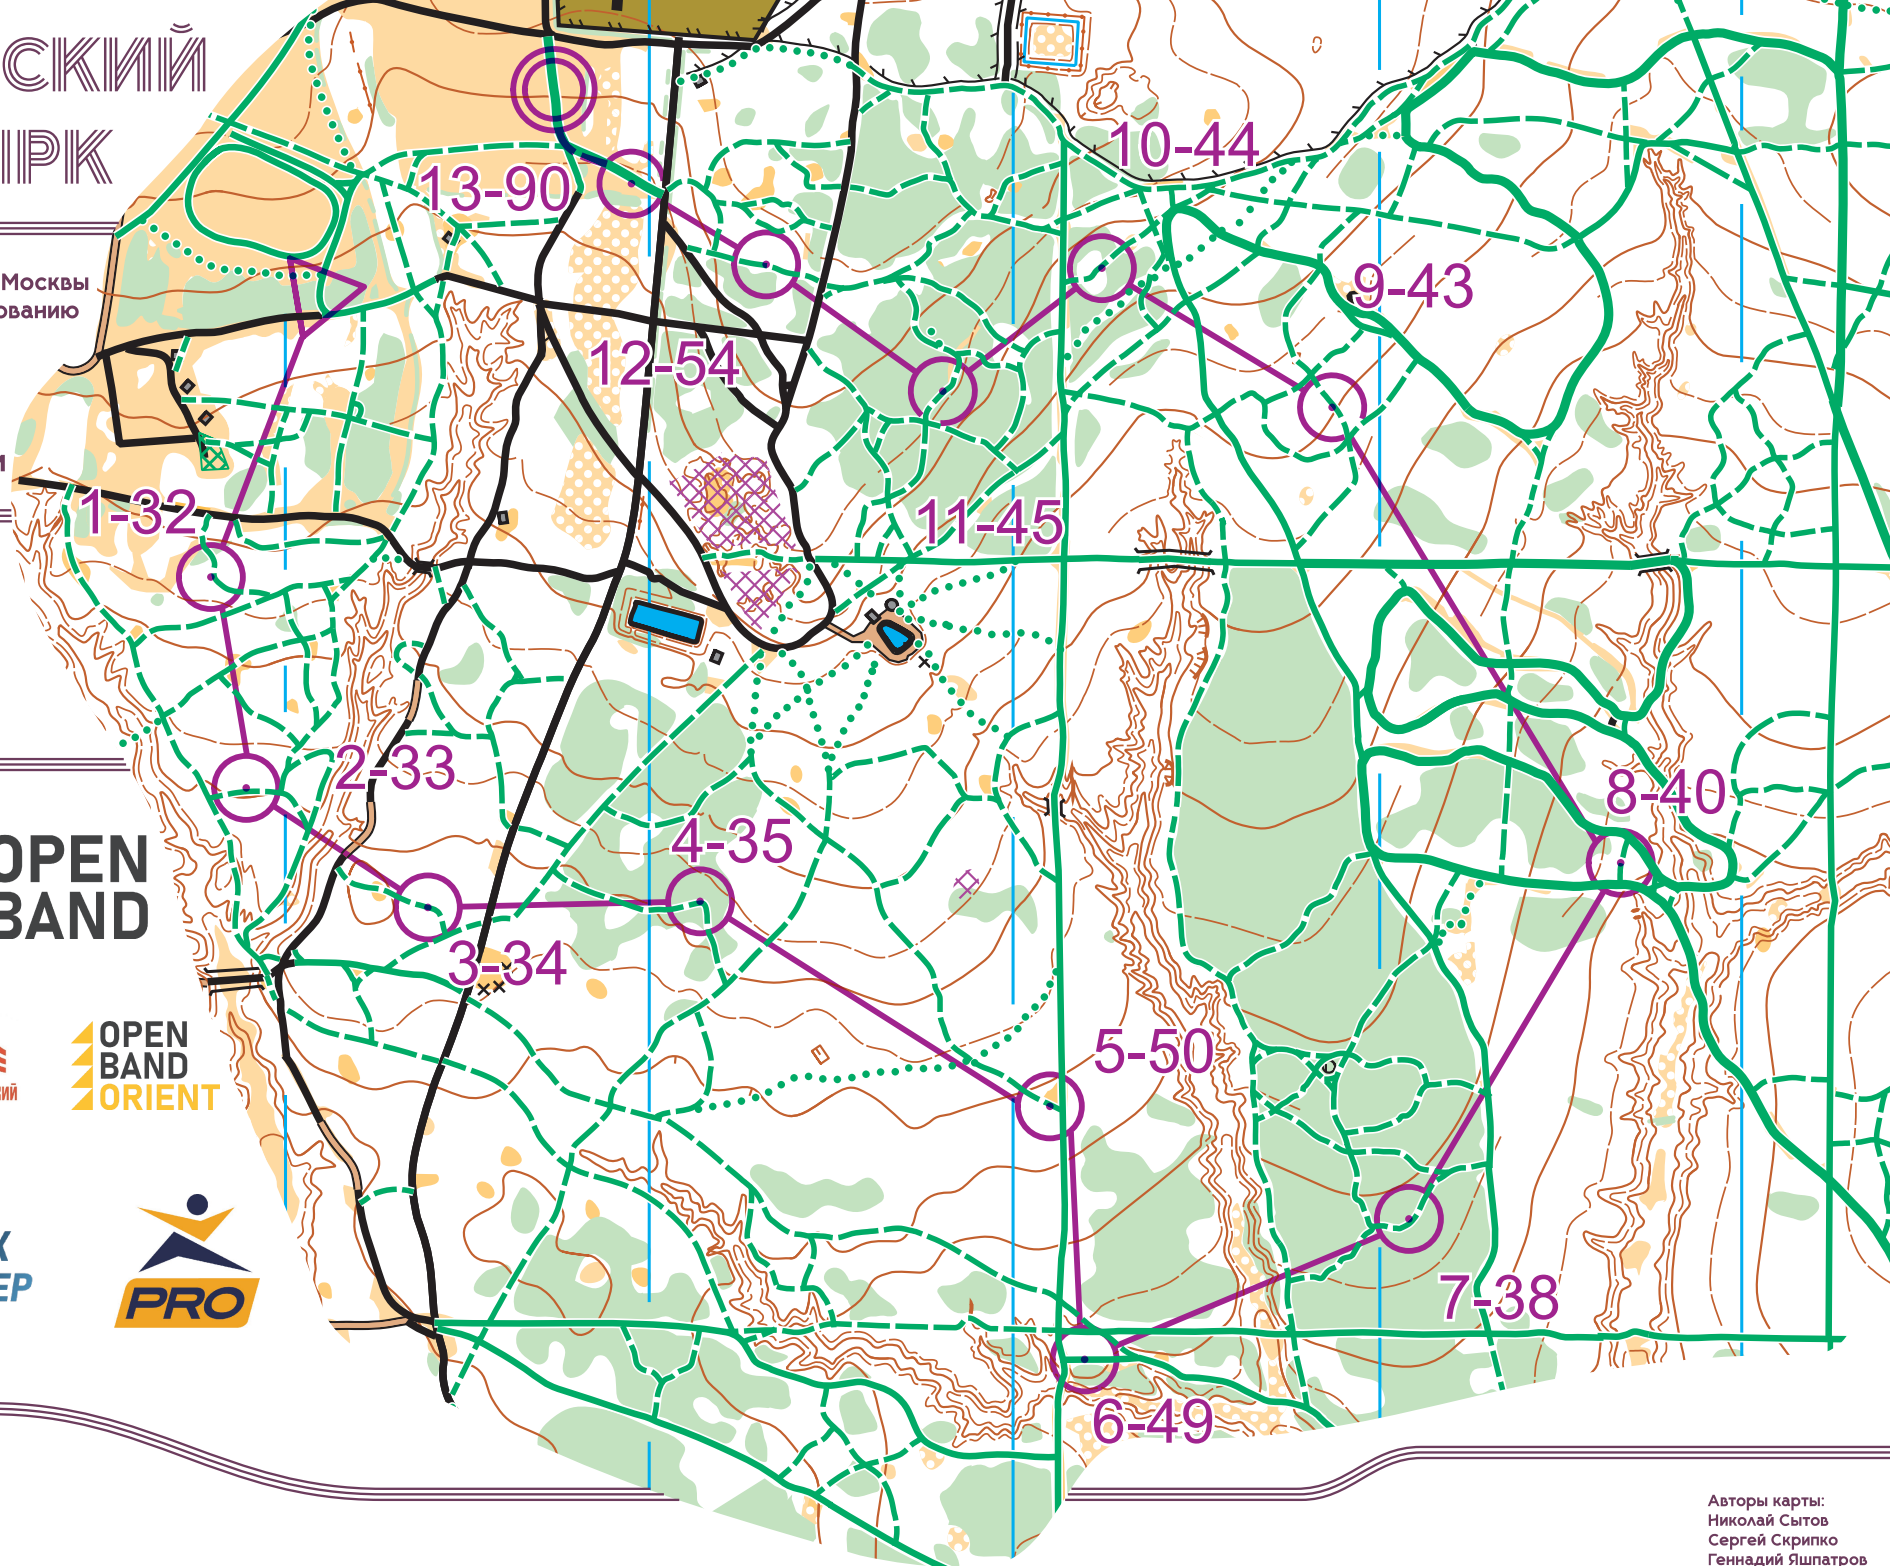 СКИЙ
ПРК
Москвы
ованию
13-90
10-44
9-43
12-54
1-32
11-45
2-33
8-40
4-35
3-34
5-50
7-38
6-49
OPEN
BAND
OPEN
BAND
ORIENT
PRO
Авторы карты:
Николай Сытов
Сергей Скрипко
Геннадий Яшпатров